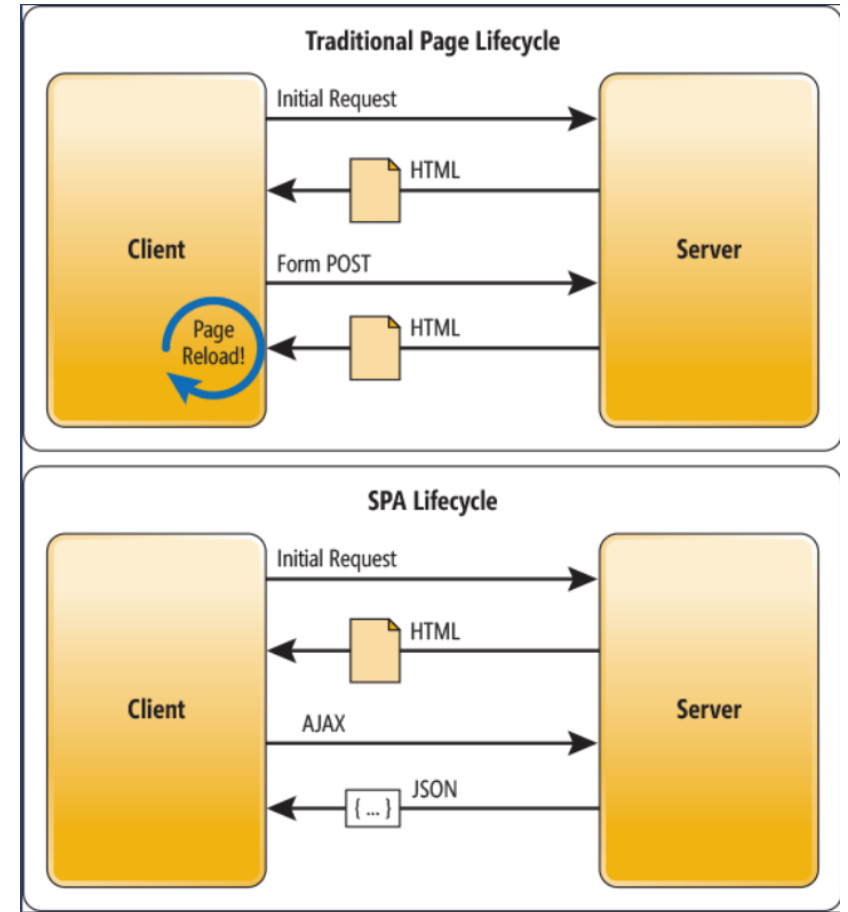 Traditional Page Lifecycle
Initial Request
HTML
Client
Server
Form POST
Page
Reload!
HTML
SPA Lifecycle
Initial Request
HTML
Client
Server
AJAX
JSON
{ ... }